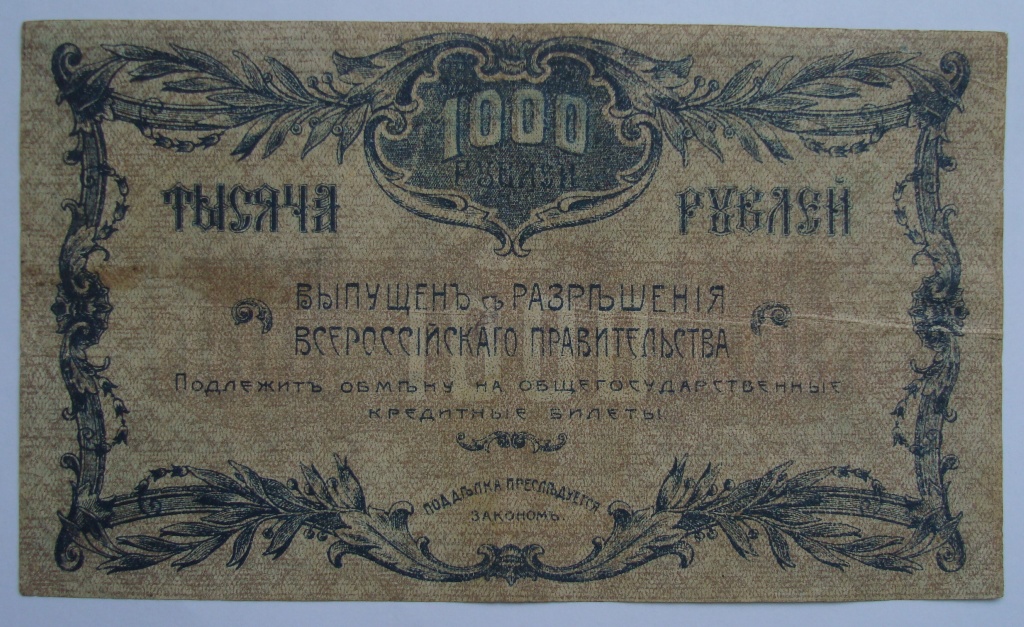 1000
РУБЛЕЙ
ТЫСЯЧА РУБЛЕЙ
ВЫПУЩЕНЪ съ РАЗРѢШЕНІЯ
ВСЕРОССІЙСКАГО ПРАВИТЕЛЬСТВА
ПОДЛЕЖИТЪ ОБМѢНУ НА ОБЩЕГОСУДАРСТВЕННЫЕ
КРЕДИТНЫЕ БИЛЕТЫ
ПОДДѢЛКА ПРЕСЛѢДУЕТСЯ
ЗАКОНОМЪ.